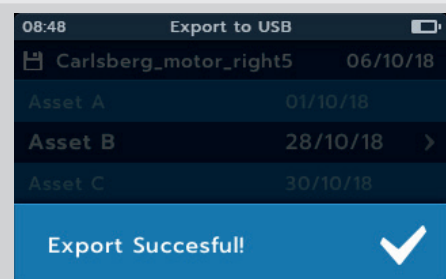 08:48 Export to USB
Carlsberg_motor_right5 06/10/18
Asset A 01/10/18
Asset B 28/10/18 >
Asset C 30/10/18
Export Succesful!